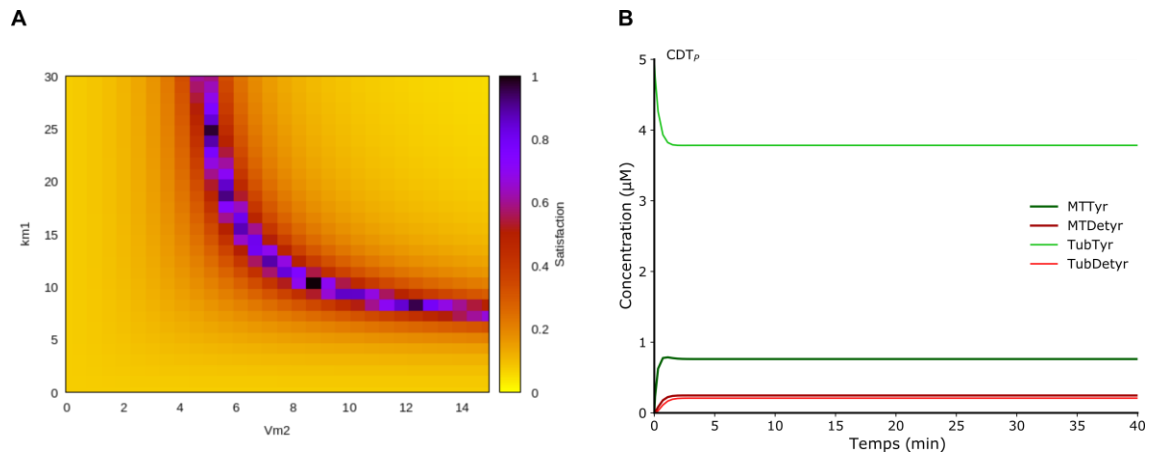 A
30
25
20
15
10
5
0
km1
0 2 4 6 8 10 12 14
Vm2
1
0.8
0.6
0.4
0.2
0
Satisfaction
B
CDTP
5
4
3
2
1
0
Concentration (µM)
MTTyr
MTDetyr
TubTyr
TubDetyr
0 5 10 15 20 25 30 35 40
Temps (min)